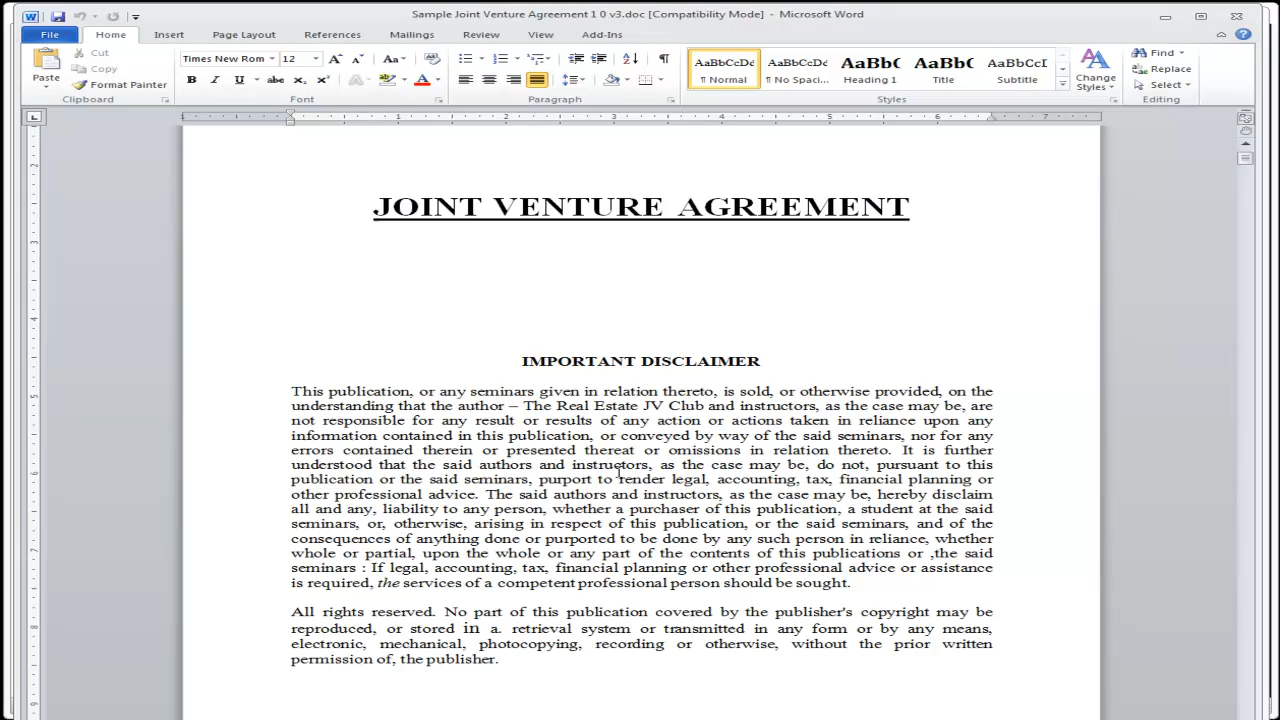 Sample Joint Venture Agreement 1 0 v3.doc [Compatibility Mode] - Microsoft Word
File Home Insert Page Layout References Mailings Review View Add-Ins
Paste
Cut
Copy
Format Painter
Clipboard
Times New Rom 12
Font
Paragraph
AaBbCcDc AaBbCcDc AaBbC AaBbC AaBbCcI
¶ Normal ¶ No Spaci... Heading 1 Title Subtitle
Change
Styles
Styles
Find
Replace
Select
Editing
1 1 2 3 4 5 6 7
2
3
4
5
6
7
8
9
JOINT VENTURE AGREEMENT
IMPORTANT DISCLAIMER
This publication, or any seminars given in relation thereto, is sold, or otherwise provided, on the
understanding that the author – The Real Estate JV Club and instructors, as the case may be, are
not responsible for any result or results of any action or actions taken in reliance upon any
information contained in this publication, or conveyed by way of the said seminars, nor for any
errors contained therein or presented thereat or omissions in relation thereto. It is further
understood that the said authors and instructors, as the case may be, do not, pursuant to this
publication or the said seminars, purport to render legal, accounting, tax, financial planning or
other professional advice. The said authors and instructors, as the case may be, hereby disclaim
all and any, liability to any person, whether a purchaser of this publication, a student at the said
seminars, or, otherwise, arising in respect of this publication, or the said seminars, and of the
consequences of anything done or purported to be done by any such person in reliance, whether
whole or partial, upon the whole or any part of the contents of this publications or ,the said
seminars : If legal, accounting, tax, financial planning or other professional advice or assistance
is required, the services of a competent professional person should be sought.
All rights reserved. No part of this publication covered by the publisher's copyright may be
reproduced, or stored in a. retrieval system or transmitted in any form or by any means,
electronic, mechanical, photocopying, recording or otherwise, without the prior written
permission of, the publisher.